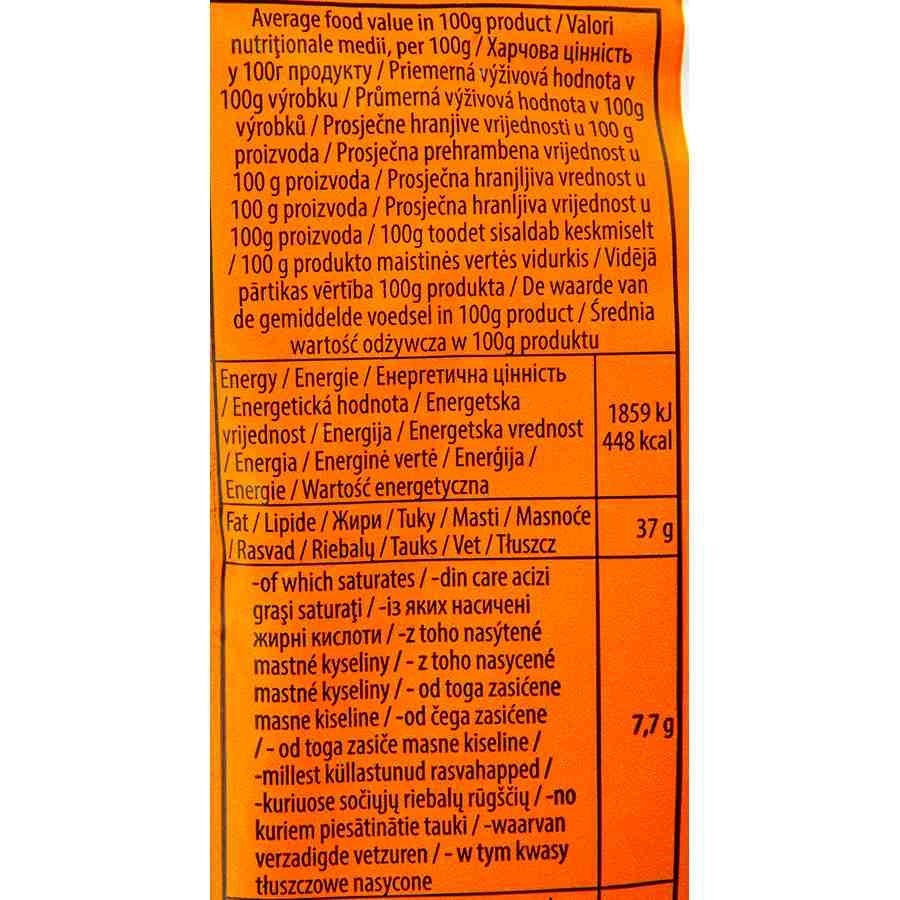 Average food value in 100g product / Valori
nutriţionale medii, per 100g / Харчова цінність
у 100г продукту / Priemerná výživová hodnota v
100g výrobku / Průmerná výživová hodnota v 100g
výrobků / Prosječne hranjive vrijednosti u 100 g
proizvoda / Prosječna prehrambena vrijednost u
100 g proizvoda / Prosječna hranjljiva vrednost u
100 g proizvoda / Prosječna hranljiva vrijednost u
100g proizvoda / 100g toodet sisaldab keskmiselt
/ 100 g produkto maistinės vertės vidurkis / Vidējā
pārtikas vērtība 100g produkta / De waarde van
de gemiddelde voedsel in 100g product / Średnia
wartość odżywcza w 100g produktu
Energy / Energie / Енергетична цінність
/ Energetická hodnota / Energetska
vrijednost / Energija / Energetska vrednost
/ Energia / Energinė vertė / Enerģija /
Energie / Wartość energetyczna
1859 kJ
448 kcal
Fat / Lipide / Жири / Tuky / Masti / Masnoće
/ Rasvad / Riebalų / Tauks / Vet / Tłuszcz
37 g
-of which saturates / -din care acizi
graşi saturaţi / -із яких насичені
жирні кислоти / -z toho nasýtené
mastné kyseliny / - z toho nasycené
mastné kyseliny / - od toga zasićene
masne kiseline / -od čega zasićene
/ - od toga zasiče masne kiseline /
-millest küllastunud rasvahapped /
-kuriuose sočiųjų riebalų rūgščių / -no
kuriem piesātinātie tauki / -waarvan
verzadigde vetzuren / - w tym kwasy
tłuszczowe nasycone
7,7 g